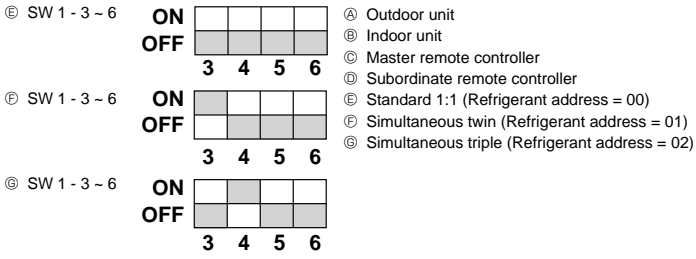 Ⓔ SW 1 - 3 ~ 6
ON
OFF
3 4 5 6
Ⓕ SW 1 - 3 ~ 6
ON
OFF
3 4 5 6
Ⓖ SW 1 - 3 ~ 6
ON
OFF
3 4 5 6
Ⓐ Outdoor unit
Ⓑ Indoor unit
Ⓒ Master remote controller
Ⓓ Subordinate remote controller
Ⓔ Standard 1:1 (Refrigerant address = 00)
Ⓕ Simultaneous twin (Refrigerant address = 01)
Ⓖ Simultaneous triple (Refrigerant address = 02)